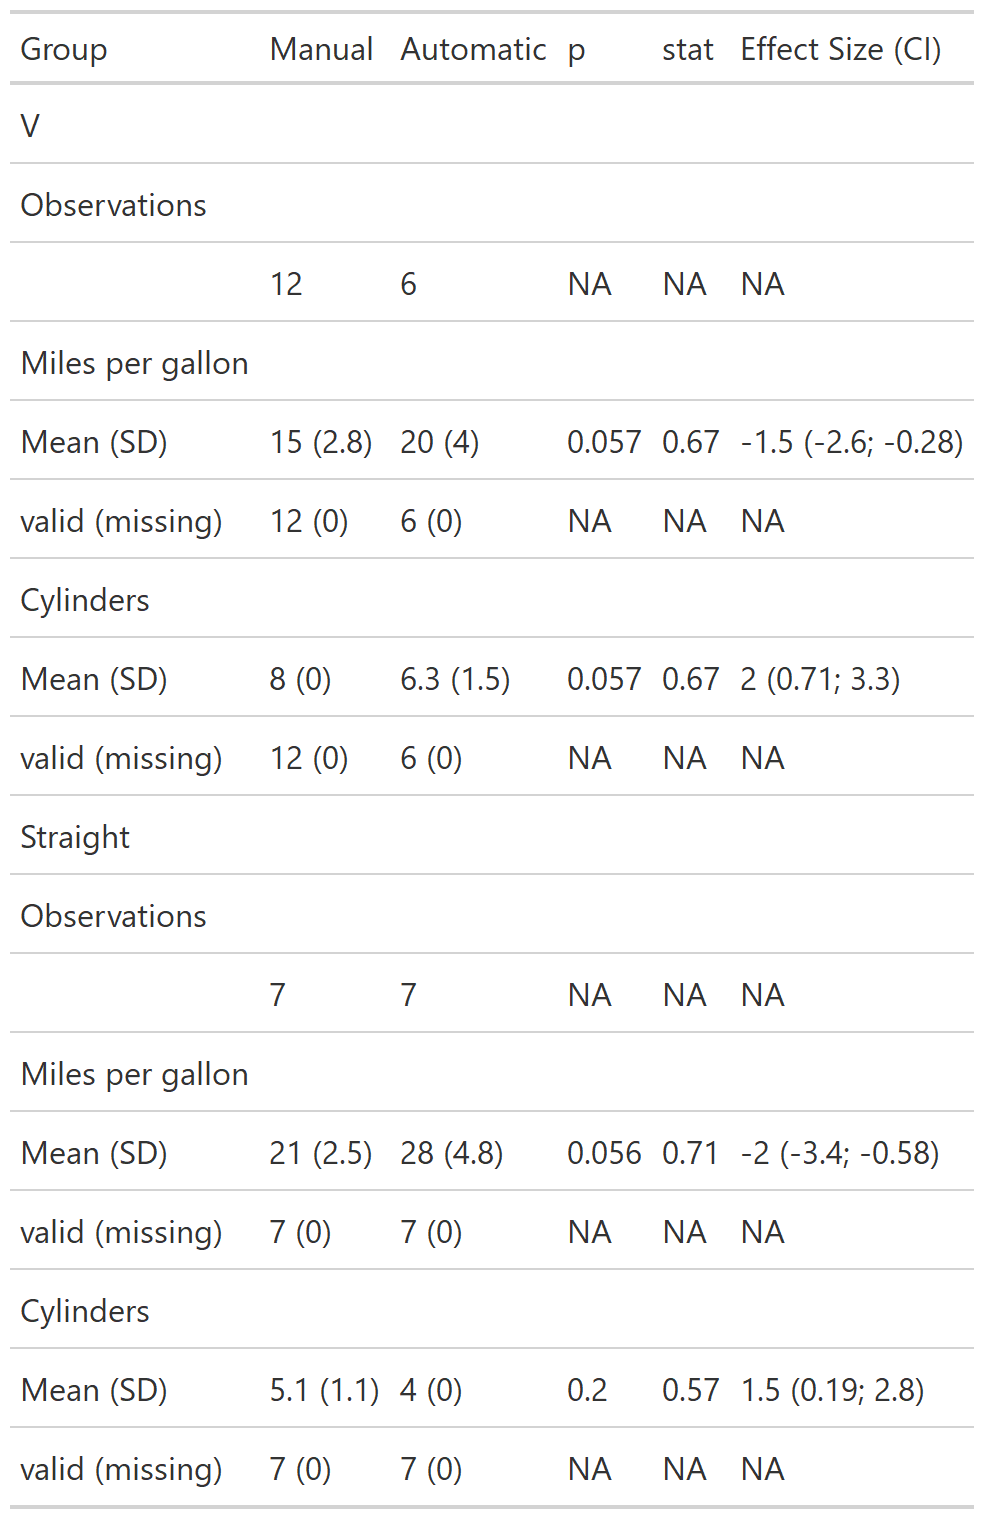 Group Manual Automatic p stat Effect Size (CI)
V
Observations
12 6 NA NA NA
Miles per gallon
Mean (SD) 15 (2.8) 20 (4) 0.057 0.67 -1.5 (-2.6; -0.28)
valid (missing) 12 (0) 6 (0) NA NA NA
Cylinders
Mean (SD) 8 (0) 6.3 (1.5) 0.057 0.67 2 (0.71; 3.3)
valid (missing) 12 (0) 6 (0) NA NA NA
Straight
Observations
7 7 NA NA NA
Miles per gallon
Mean (SD) 21 (2.5) 28 (4.8) 0.056 0.71 -2 (-3.4; -0.58)
valid (missing) 7 (0) 7 (0) NA NA NA
Cylinders
Mean (SD) 5.1 (1.1) 4 (0) 0.2 0.57 1.5 (0.19; 2.8)
valid (missing) 7 (0) 7 (0) NA NA NA